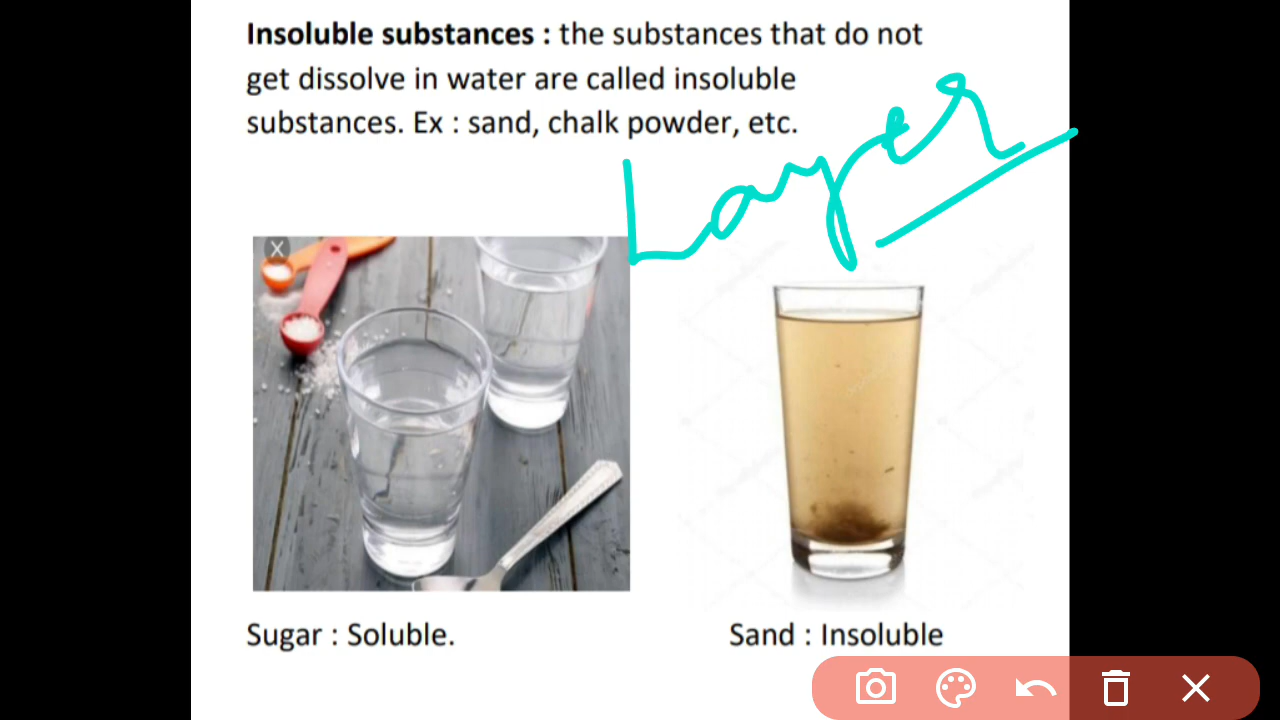 Insoluble substances : the substances that do not
get dissolve in water are called insoluble
substances. Ex : sand, chalk powder, etc.
Layer
X
Sugar : Soluble.
Sand : Insoluble